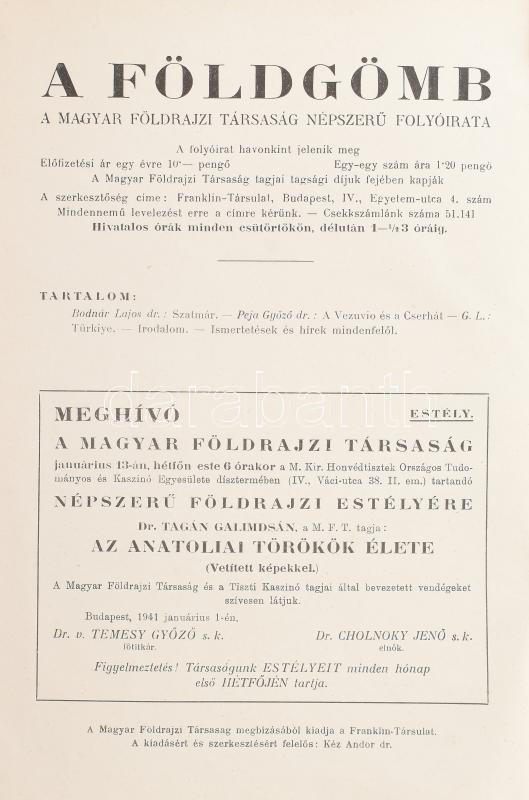 A FÖLDGÖMB
A MAGYAR FÖLDRAJZI TÁRSASÁG NÉPSZERŰ FOLYÓIRATA
A folyóirat havonkint jelenik meg
Előfizetési ár egy évre 10·— pengő Egy-egy szám ára 1·20 pengő
A Magyar Földrajzi Társaság tagjai tagsági díjuk fejében kapják
A szerkesztőség címe: Franklin-Társulat, Budapest, IV., Egyetem-utca 4. szám
Mindennemű levelezést erre a címre kérünk. — Csekkszámlánk száma 51.141
Hivatalos órák minden csütörtökön, délután 1—½3 óráig.
TARTALOM:
Bodnár Lajos dr.: Szatmár. — Peja Győző dr.: A Vezuvio és a Cserhát — G. L.:
Türkiye. — Irodalom. — Ismertetések és hírek mindenfelől.
darabanth
MEGHÍVÓ ESTÉLY.
A MAGYAR FÖLDRAJZI TÁRSASÁG
január​ius 13-án, hétfőn este 6 órakor a M. Kir. Honvédtisztek Országos Tudo-
mányos és Kaszinó Egyesülete dísztermében (IV., Váci-utca 38. II. em.) tartandó
NÉPSZERŰ FÖLDRAJZI ESTÉLYÉRE
Dr. TAGÁN GALIMDSÁN, a M. F. T. tagja:
AZ ANATOLIAI TÖRÖKÖK ÉLETE
(Vetített képekkel.)
A Magyar Földrajzi Társaság és a Tiszti Kaszinó tagjai által bevezetett vendégeket
szívesen látjuk.
Budapest, 1941 január​ius 1-én.
Dr. v. TEMESY GYŐZŐ s. k. Dr. CHOLNOKY JENŐ s. k.
főtitkár. elnök.
Figyelmeztés! Társaságunk ESTÉLYEIT minden hónap
első HÉTFŐJÉN tartja.
A Magyar Földrajzi Társaság megbízásából kiadja a Franklin-Társulat.
A kiadásért és szerkesztésért felelős: Kéz Andor dr.